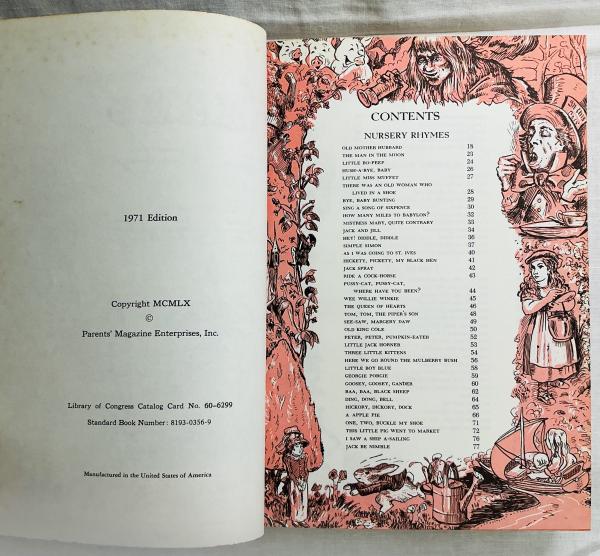 1971 Edition
Copyright MCMLX
©
Parents' Magazine Enterprises, Inc.
Library of Congress Catalog Card No. 60-6299
Standard Book Number: 8193-0356-9
Manufactured in the United States of America
CONTENTS
NURSERY RHYMES
OLD MOTHER HUBBARD 18
THE MAN IN THE MOON 23
LITTLE BO-PEEP 24
HUSH-A-BYE, BABY 26
LITTLE MISS MUFFET 27
THERE WAS AN OLD WOMAN WHO
LIVED IN A SHOE 28
BYE, BABY BUNTING 29
SING A SONG OF SIXPENCE 30
HOW MANY MILES TO BABYLON? 32
MISTRESS MARY, QUITE CONTRARY 33
JACK AND JILL 34
HEY! DIDDLE, DIDDLE 36
SIMPLE SIMON 37
AS I WAS GOING TO ST. IVES 40
HICKETY, PICKETY, MY BLACK HEN 41
JACK SPRAT 42
RIDE A COCK-HORSE 43
PUSSY-CAT, PUSSY-CAT,
WHERE HAVE YOU BEEN? 44
WEE WILLIE WINKIE 45
THE QUEEN OF HEARTS 46
TOM, TOM, THE PIPER'S SON 48
SEE-SAW, MARGERY DAW 49
OLD KING COLE 50
PETER, PETER, PUMPKIN-EATER 52
LITTLE JACK HORNER 53
THREE LITTLE KITTENS 54
HERE WE GO ROUND THE MULBERRY BUSH 56
LITTLE BOY BLUE 58
GEORGIE PORGIE 59
GOOSEY, GOOSEY, GANDER 60
BAA, BAA, BLACK SHEEP 62
DING, DONG, BELL 64
HICKORY, DICKORY, DOCK 65
A APPLE PIE 66
ONE, TWO, BUCKLE MY SHOE 71
THIS LITTLE PIG WENT TO MARKET 72
I SAW A SHIP A-SAILING 76
JACK BE NIMBLE 77